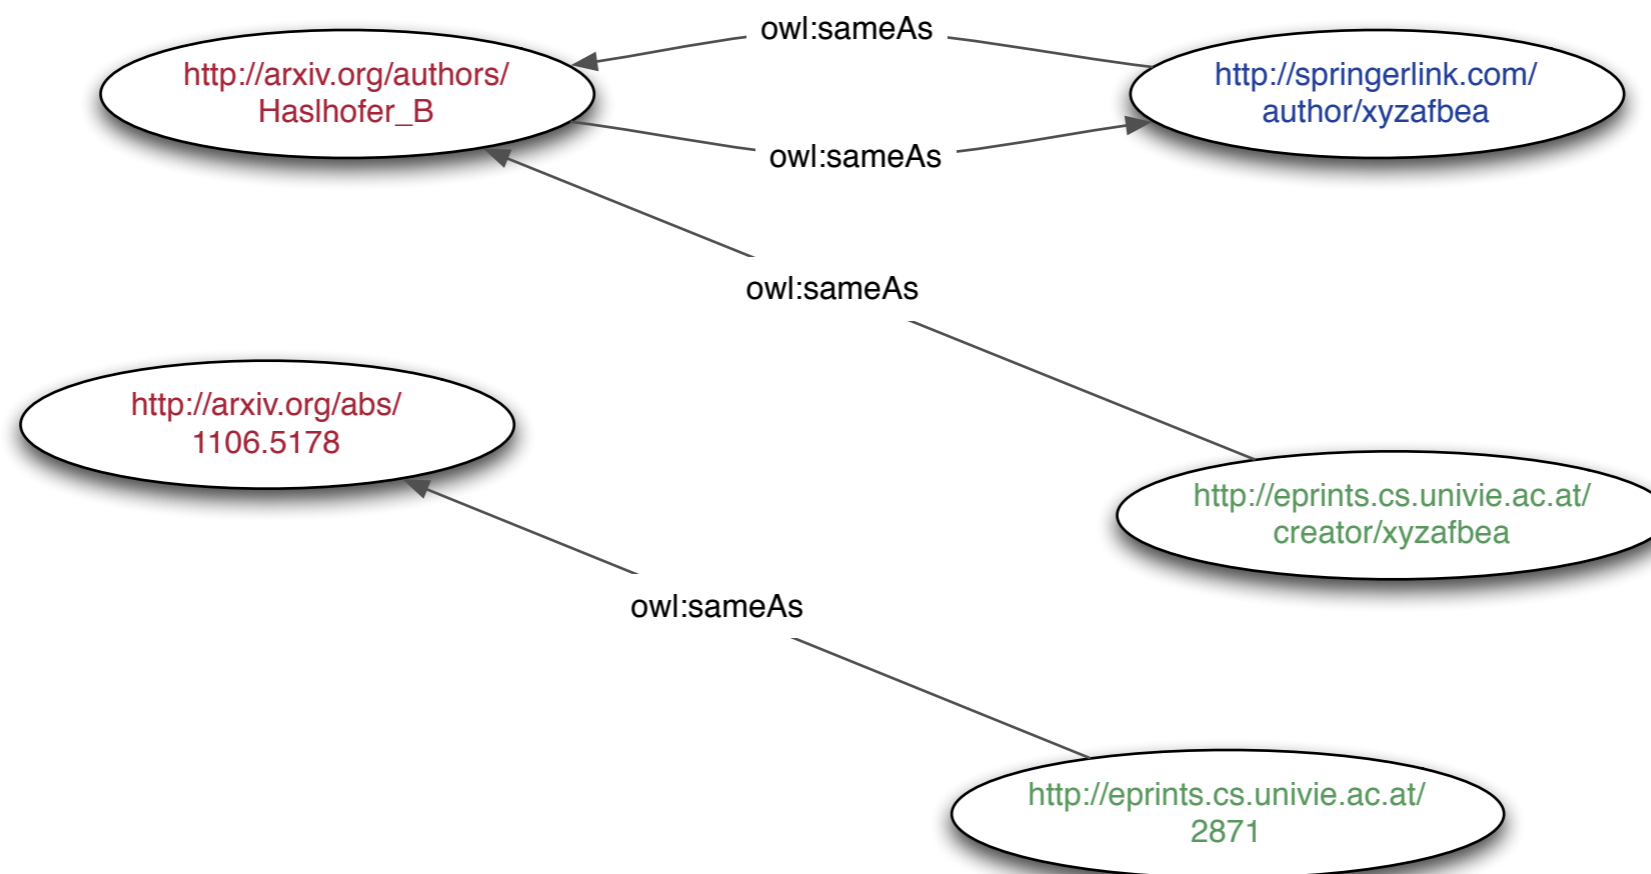 owl:sameAs
http://arxiv.org/authors/
Haslhofer_B
http://springerlink.com/
author/xyzafbea
owl:sameAs
owl:sameAs
http://arxiv.org/abs/
1106.5178
http://eprints.cs.univie.ac.at/
creator/xyzafbea
owl:sameAs
http://eprints.cs.univie.ac.at/
2871